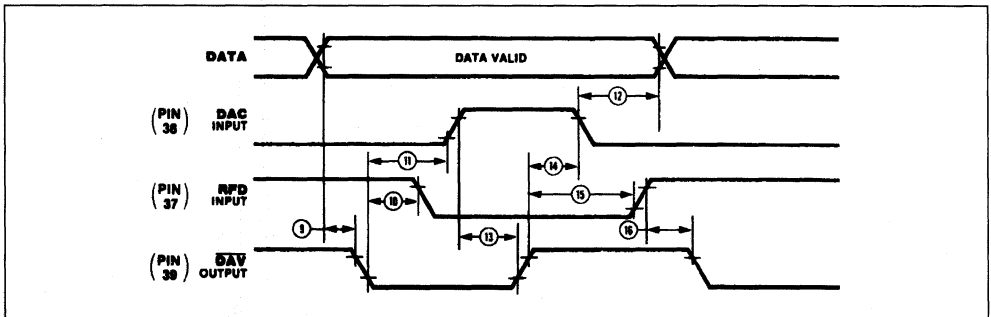 DATA
DATA VALID
12
(PIN 38) DAC INPUT
11
14
(PIN 37) RFD INPUT
10
15
9
13
16
(PIN 39) D̅A̅V̅ OUTPUT